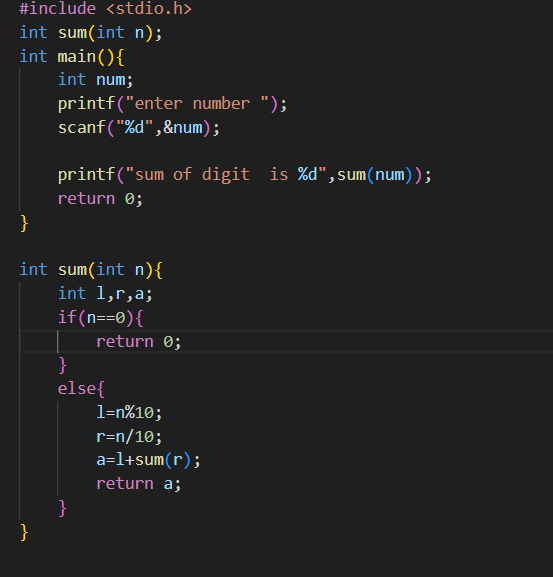 #include <stdio.h>
int sum(int n);
int main(){
    int num;
    printf("enter number ");
    scanf("%d",&num);

    printf("sum of digit  is %d",sum(num));
    return 0;
}

int sum(int n){
    int l,r,a;
    if(n==0){
        return 0;
    }
    else{
        l=n%10;
        r=n/10;
        a=l+sum(r);
        return a;
    }
}